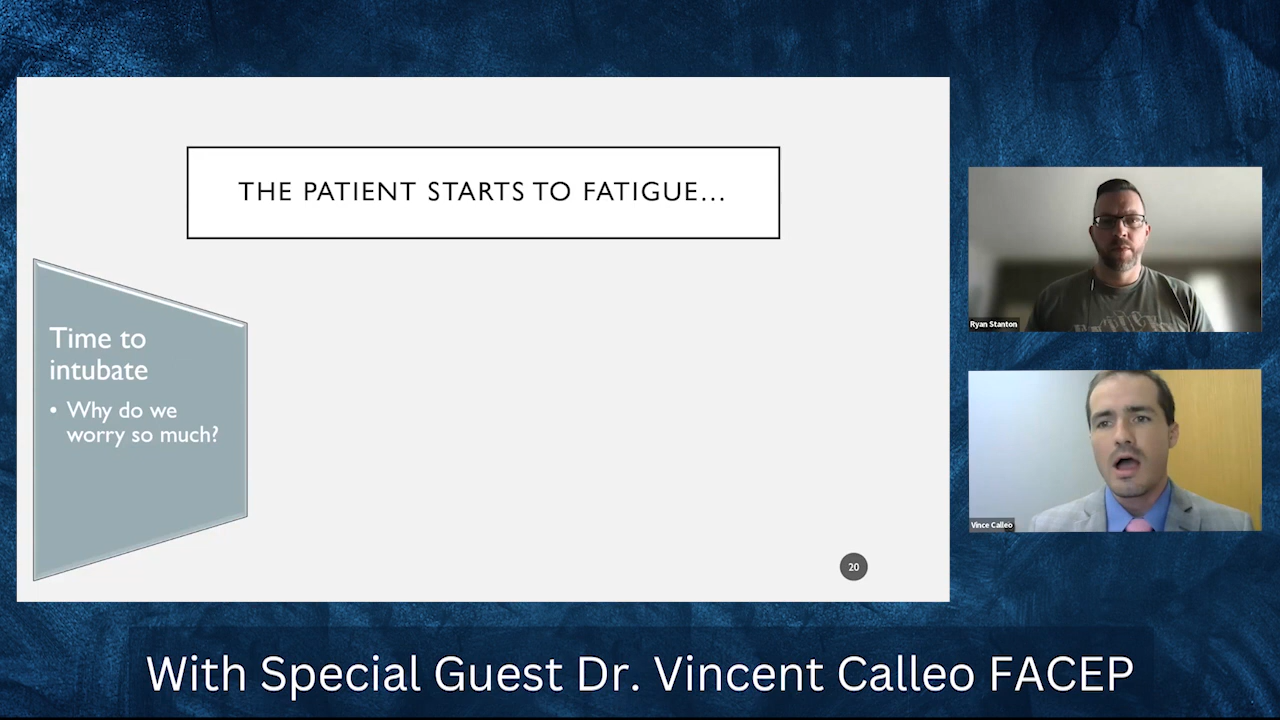 THE PATIENT STARTS TO FATIGUE...
Time to
intubate
• Why do we
worry so much?
20
Ryan Stanton
Vince Calleo
With Special Guest Dr. Vincent Calleo FACEP